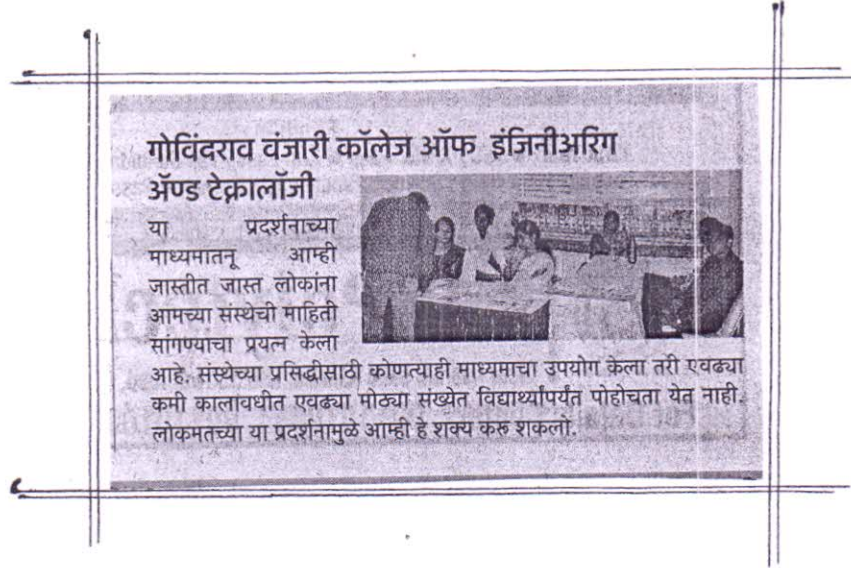 गोविंदराव वंजारी कॉलेज ऑफ इंजिनीअरिग
अ‍ॅण्ड टेक्नालॉजी
या प्रदर्शनाच्या
माध्यमातनू आम्ही
जास्तीत जास्त लोकांना
आमच्या संस्थेची माहिती
सांगण्याचा प्रयत्न केला
आहे. संस्थेच्या प्रसिद्धीसाठी कोणत्याही माध्यमाचा उपयोग केला तरी एवढ्या
कमी कालावधीत एवढ्या मोठ्या संख्येत विद्यार्थ्यांपर्यंत पोहोचता येत नाही.
लोकमतच्या या प्रदर्शनामुळे आम्ही हे शक्य करू शकलो.